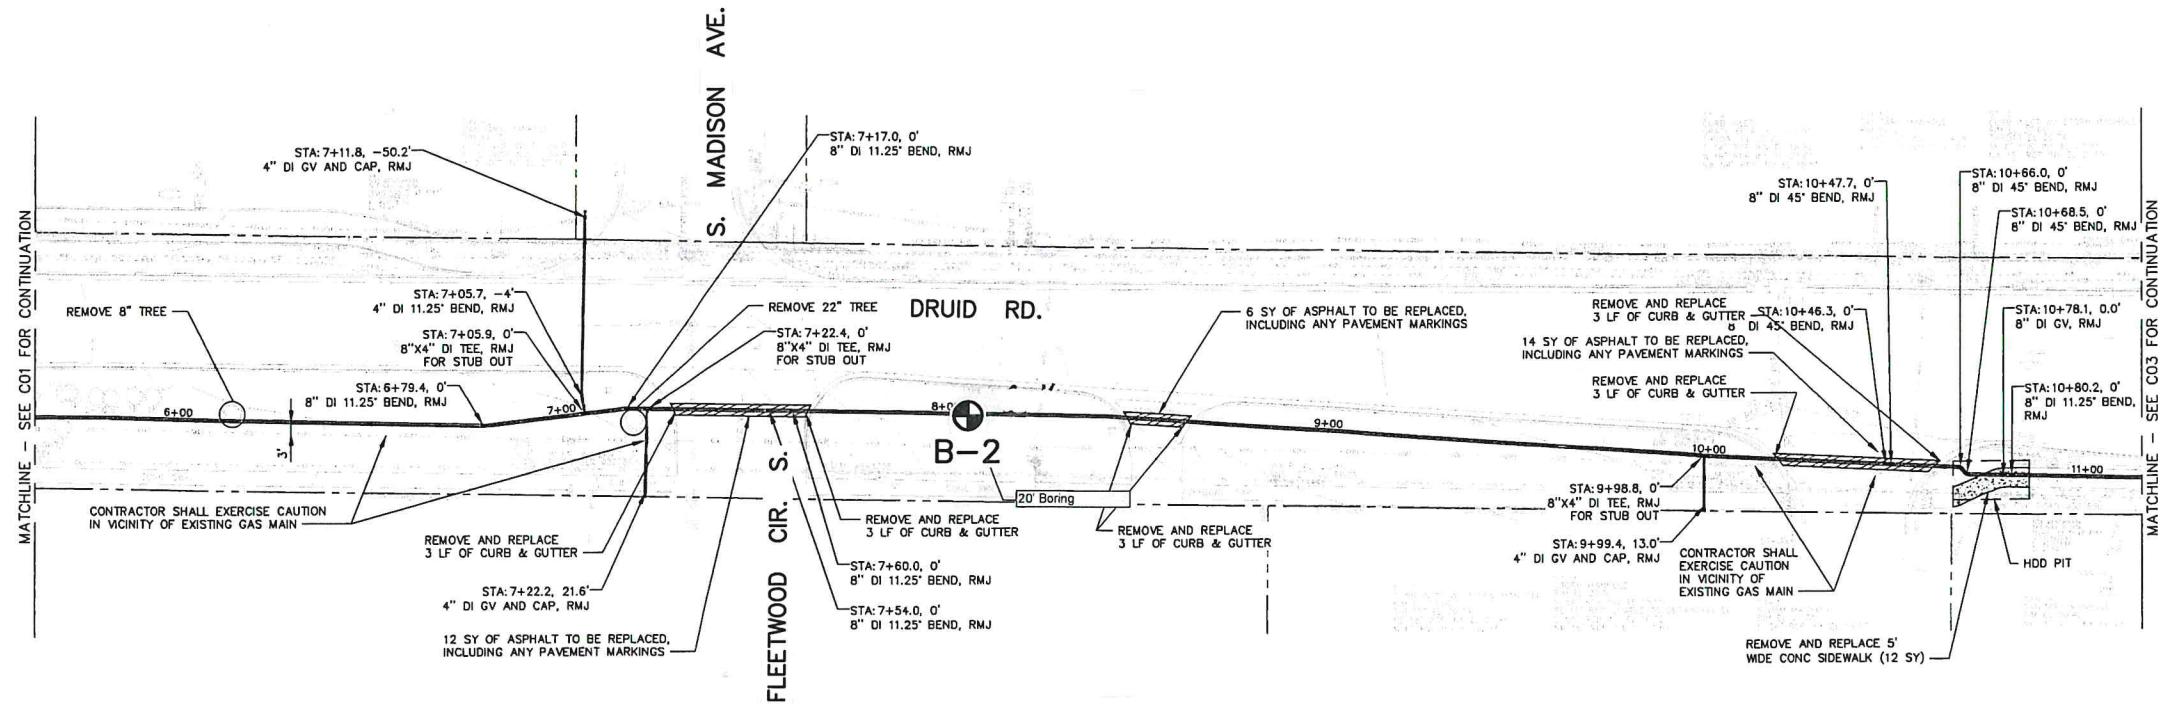 S. MADISON AVE.
STA: 7+11.8, -50.2'
4" DI GV AND CAP, RMJ
STA: 7+17.0, 0'
8" DI 11.25° BEND, RMJ
STA: 10+47.7, 0'
8" DI 45° BEND, RMJ
STA: 10+66.0, 0'
8" DI 45° BEND, RMJ
STA: 10+68.5, 0'
8" DI 45° BEND, RMJ
MATCHLINE - SEE C01 FOR CONTINUATION
REMOVE 8" TREE
STA: 7+05.7, -4'
4" DI 11.25° BEND, RMJ
STA: 7+05.9, 0'
8"X4" DI TEE, RMJ
FOR STUB OUT
STA: 6+79.4, 0'
8" DI 11.25° BEND, RMJ
REMOVE 22" TREE
STA: 7+22.4, 0'
8"X4" DI TEE, RMJ
FOR STUB OUT
DRUID RD.
6 SY OF ASPHALT TO BE REPLACED,
INCLUDING ANY PAVEMENT MARKINGS
REMOVE AND REPLACE
3 LF OF CURB & GUTTER
STA: 10+46.3, 0'
8" DI 45° BEND, RMJ
14 SY OF ASPHALT TO BE REPLACED,
INCLUDING ANY PAVEMENT MARKINGS
REMOVE AND REPLACE
3 LF OF CURB & GUTTER
STA: 10+78.1, 0.0'
8" DI GV, RMJ
STA: 10+80.2, 0'
8" DI 11.25° BEND,
RMJ
MATCHLINE - SEE C03 FOR CONTINUATION
6+00
7+00
8+0
9+00
10+00
11+00
3'
B-2
20' Boring
CONTRACTOR SHALL EXERCISE CAUTION
IN VICINITY OF EXISTING GAS MAIN
REMOVE AND REPLACE
3 LF OF CURB & GUTTER
STA: 7+22.2, 21.6'
4" DI GV AND CAP, RMJ
12 SY OF ASPHALT TO BE REPLACED,
INCLUDING ANY PAVEMENT MARKINGS
FLEETWOOD CIR. S.
REMOVE AND REPLACE
3 LF OF CURB & GUTTER
STA: 7+60.0, 0'
8" DI 11.25° BEND, RMJ
STA: 7+54.0, 0'
8" DI 11.25° BEND, RMJ
REMOVE AND REPLACE
3 LF OF CURB & GUTTER
STA: 9+98.8, 0'
8"X4" DI TEE, RMJ
FOR STUB OUT
STA: 9+99.4, 13.0'
4" DI GV AND CAP, RMJ
CONTRACTOR SHALL
EXERCISE CAUTION
IN VICINITY OF
EXISTING GAS MAIN
HDD PIT
REMOVE AND REPLACE 5'
WIDE CONC SIDEWALK (12 SY)